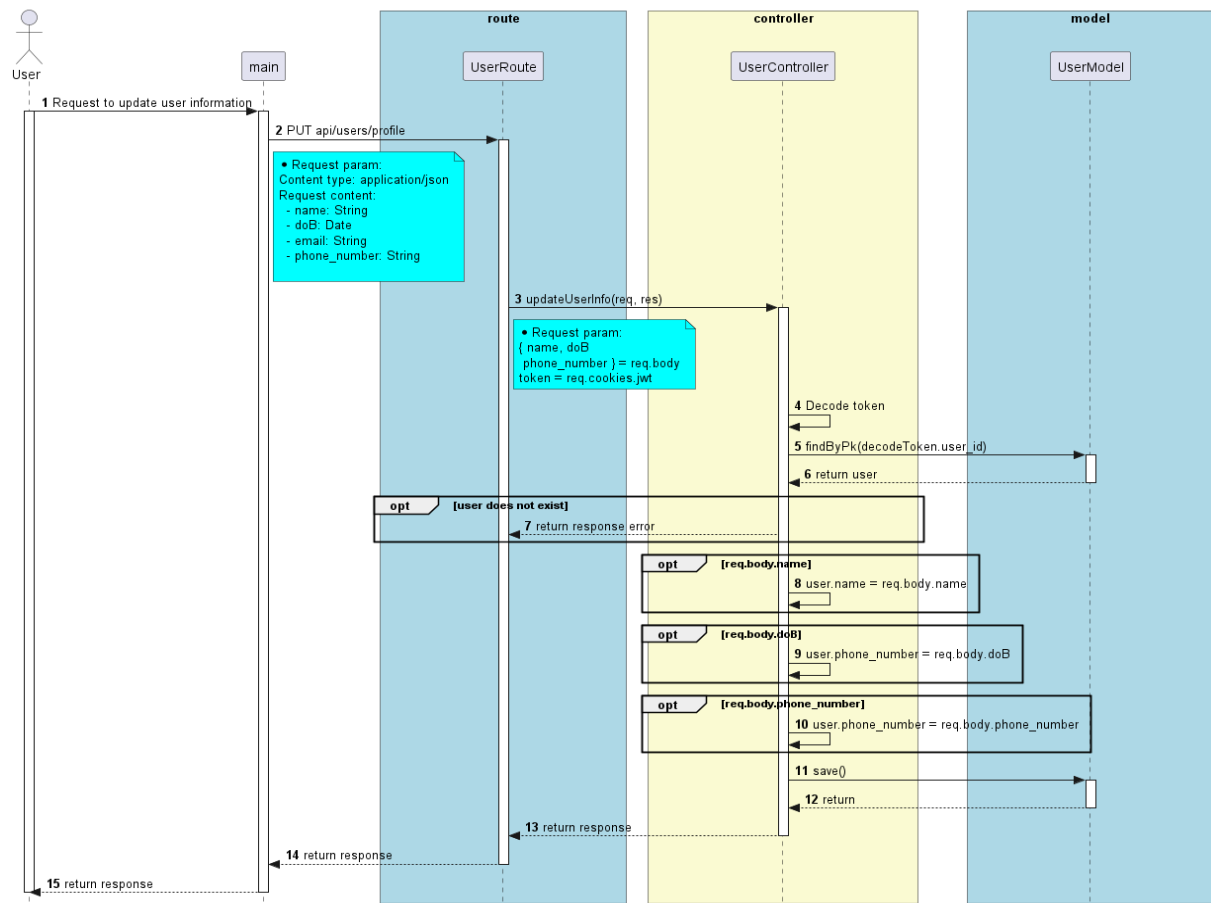 route
controller
model
User
main
UserRoute
UserController
UserModel
1 Request to update user information
2 PUT api/users/profile
• Request param:
Content type: application/json
Request content:
- name: String
- doB: Date
- email: String
- phone_number: String
3 updateUserInfo(req, res)
• Request param:
{ name, doB
phone_number } = req.body
token = req.cookies.jwt
4 Decode token
5 findByPk(decodeToken.user_id)
6 return user
opt [user does not exist]
7 return response error
opt [req.body.name]
8 user.name = req.body.name
opt [req.body.doB]
9 user.phone_number = req.body.doB
opt [req.body.phone_number]
10 user.phone_number = req.body.phone_number
11 save()
12 return
13 return response
14 return response
15 return response